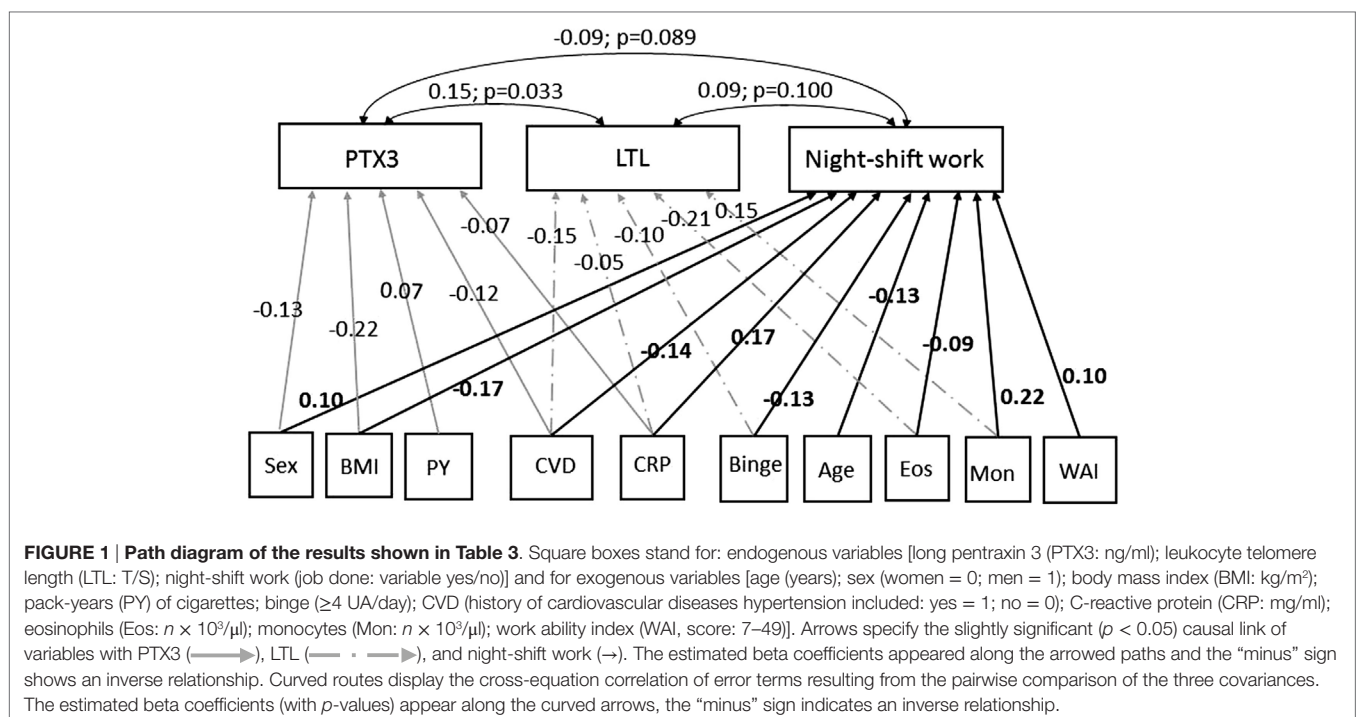 -0.09; p=0.089
0.15; p=0.033
0.09; p=0.100
PTX3
LTL
Night-shift work
-0.07
-0.15
-0.10
-0.21
0.15
-0.05
-0.13
-0.22
0.07
-0.12
-0.13
0.10
-0.17
-0.14
0.17
-0.13
-0.09
0.22
0.10
Sex
BMI
PY
CVD
CRP
Binge
Age
Eos
Mon
WAI
FIGURE 1 | Path diagram of the results shown in Table 3. Square boxes stand for: endogenous variables [long pentraxin 3 (PTX3: ng/ml); leukocyte telomere
length (LTL: T/S); night-shift work (job done: variable yes/no)] and for exogenous variables [age (years); sex (women = 0; men = 1); body mass index (BMI: kg/m²);
pack-years (PY) of cigarettes; binge (≥4 UA/day); CVD (history of cardiovascular diseases hypertension included: yes = 1; no = 0); C-reactive protein (CRP: mg/ml);
eosinophils (Eos: n × 10³/μl); monocytes (Mon: n × 10³/μl); work ability index (WAI, score: 7–49)]. Arrows specify the slightly significant (p < 0.05) causal link of
variables with PTX3 (→), LTL (— · —▸), and night-shift work (→). The estimated beta coefficients appeared along the arrowed paths and the “minus” sign
shows an inverse relationship. Curved routes display the cross-equation correlation of error terms resulting from the pairwise comparison of the three covariances.
The estimated beta coefficients (with p-values) appear along the curved arrows, the “minus” sign indicates an inverse relationship.